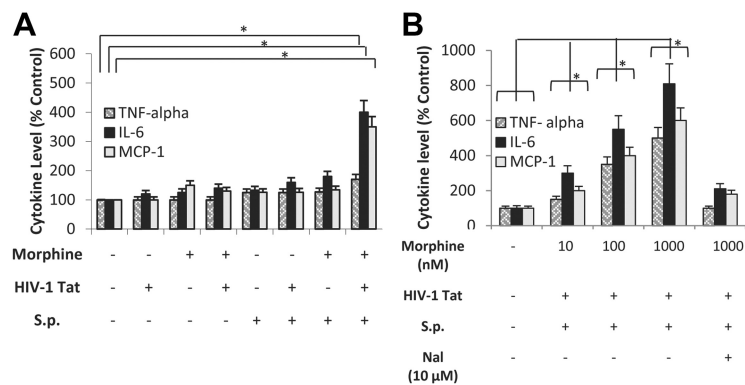 A
*
*
*
Cytokine Level (% Control)
600
500
400
300
200
100
0
TNF-alpha
IL-6
MCP-1
Morphine - - + + - - + +
HIV-1 Tat - + - + - + - +
S.p. - - - - + + + +
B
Cytokine Level (% Control)
1000
800
600
400
200
0
TNF- alpha
IL-6
MCP-1
*
*
*
Morphine - 10 100 1000 1000
(nM)
HIV-1 Tat - + + + +
S.p. - + + + +
Nal - - - - +
(10 µM)